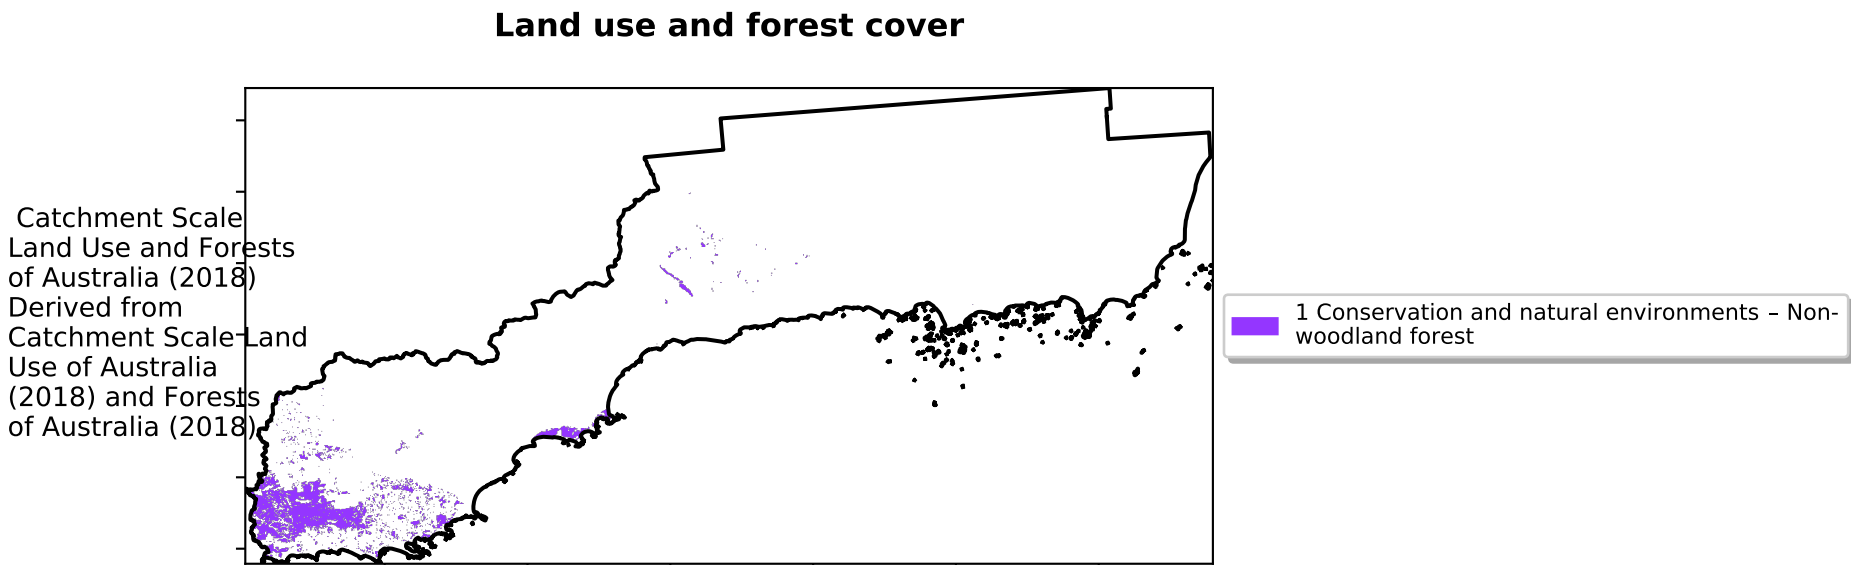 Land use and forest cover
Catchment Scale
Land Use and Forests
of Australia (2018)
Derived from
Catchment Scale Land
Use of Australia
(2018) and Forests
of Australia (2018)
1 Conservation and natural environments – Non-
woodland forest